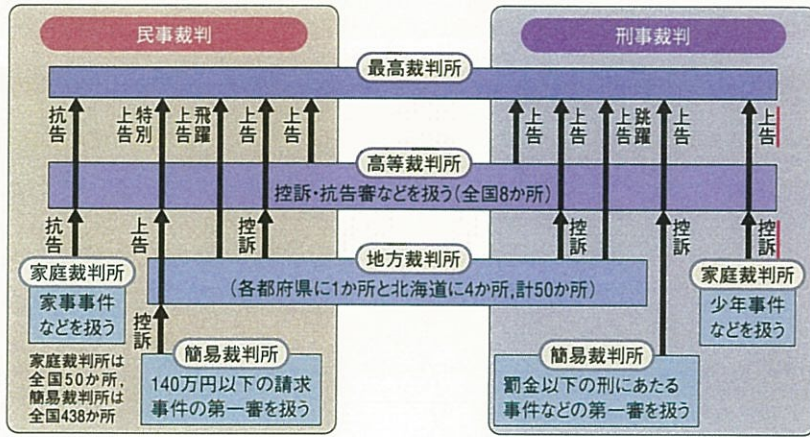 民事裁判
刑事裁判
最高裁判所
抗告
特別上告
飛躍上告
上告
上告
上告
上告
跳躍上告
上告
上告
高等裁判所
控訴・抗告審などを扱う(全国8か所)
抗告
上告
控訴
控訴
控訴
控訴
地方裁判所
(各都府県に1か所と北海道に4か所,計50か所)
家庭裁判所
家事事件
などを扱う
家庭裁判所
少年事件
などを扱う
控訴
家庭裁判所は
全国50か所,
簡易裁判所は
全国438か所
簡易裁判所
140万円以下の請求
事件の第一審を扱う
簡易裁判所
罰金以下の刑にあたる
事件などの第一審を扱う